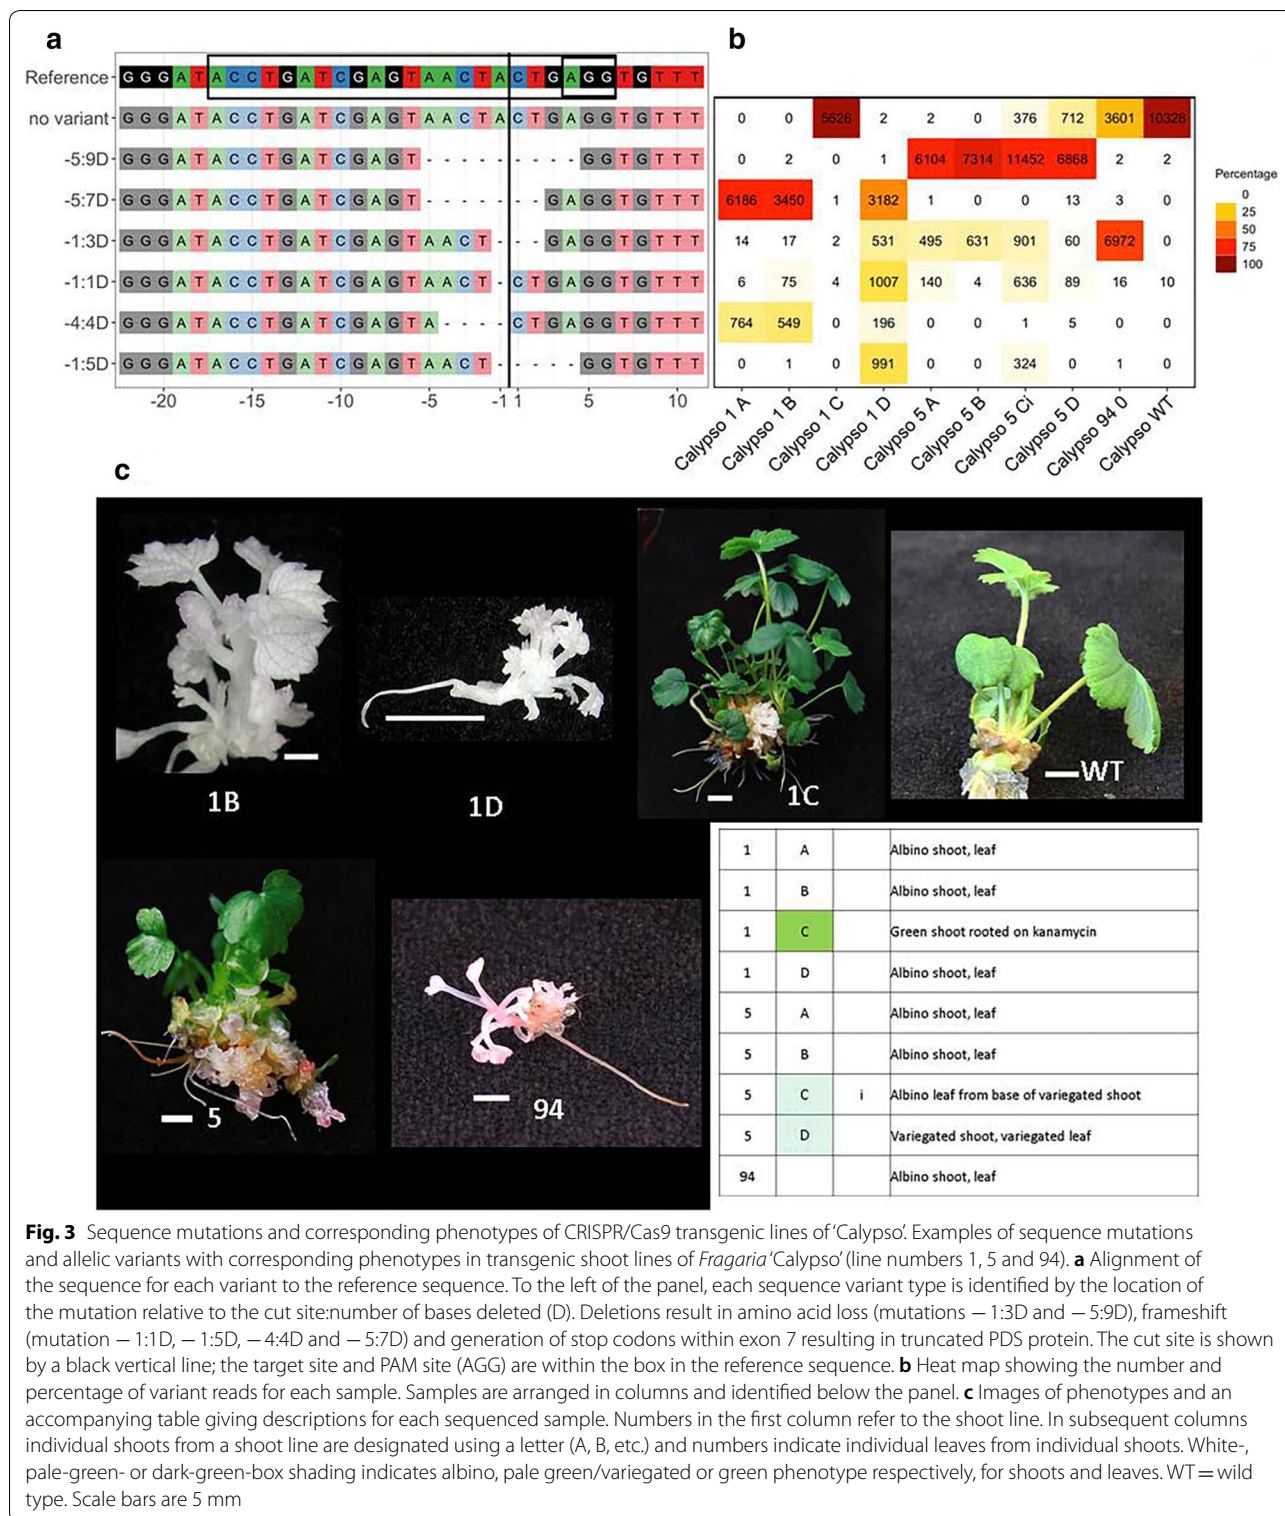 a
b
Reference
G G G A T A C C T G A T C G A G T A A C T A C T G A G G T G T T T
no variant
G G G A T A C C T G A T C G A G T A A C T A C T G A G G T G T T T
-5:9D
G G G A T A C C T G A T C G A G T - - - - - - - - - G G T G T T T
-5:7D
G G G A T A C C T G A T C G A G T - - - - - - - G A G G T G T T T
-1:3D
G G G A T A C C T G A T C G A G T A A C T - - - G A G G T G T T T
-1:1D
G G G A T A C C T G A T C G A G T A A C T - C T G A G G T G T T T
-4:4D
G G G A T A C C T G A T C G A G T A - - - - C T G A G G T G T T T
-1:5D
G G G A T A C C T G A T C G A G T A A C T - - - - - G G T G T T T
-20 -15 -10 -5 -1 1 5 10
0 0 5626 2 2 0 376 712 3601 10328
0 2 0 1 6104 7314 11452 6868 2 2
6186 3450 1 3182 1 0 0 13 3 0
14 17 2 531 495 631 901 60 6972 0
6 75 4 1007 140 4 636 89 16 10
764 549 0 196 0 0 1 5 0 0
0 1 0 991 0 0 324 0 1 0
Calypso 1 A
Calypso 1 B
Calypso 1 C
Calypso 1 D
Calypso 5 A
Calypso 5 B
Calypso 5 Ci
Calypso 5 D
Calypso 94 0
Calypso WT
Percentage
0
25
50
75
100
c
1B
1D
1C
WT
5
94
1 A Albino shoot, leaf
1 B Albino shoot, leaf
1 C Green shoot rooted on kanamycin
1 D Albino shoot, leaf
5 A Albino shoot, leaf
5 B Albino shoot, leaf
5 C i Albino leaf from base of variegated shoot
5 D Variegated shoot, variegated leaf
94 Albino shoot, leaf
Fig. 3 Sequence mutations and corresponding phenotypes of CRISPR/Cas9 transgenic lines of ‘Calypso’. Examples of sequence mutations
and allelic variants with corresponding phenotypes in transgenic shoot lines of Fragaria ‘Calypso’ (line numbers 1, 5 and 94). a Alignment of
the sequence for each variant to the reference sequence. To the left of the panel, each sequence variant type is identified by the location of
the mutation relative to the cut site:number of bases deleted (D). Deletions result in amino acid loss (mutations − 1:3D and − 5:9D), frameshift
(mutation − 1:1D, − 1:5D, − 4:4D and − 5:7D) and generation of stop codons within exon 7 resulting in truncated PDS protein. The cut site is shown
by a black vertical line; the target site and PAM site (AGG) are within the box in the reference sequence. b Heat map showing the number and
percentage of variant reads for each sample. Samples are arranged in columns and identified below the panel. c Images of phenotypes and an
accompanying table giving descriptions for each sequenced sample. Numbers in the first column refer to the shoot line. In subsequent columns
individual shoots from a shoot line are designated using a letter (A, B, etc.) and numbers indicate individual leaves from individual shoots. White-,
pale-green- or dark-green-box shading indicates albino, pale green/variegated or green phenotype respectively, for shoots and leaves. WT = wild
type. Scale bars are 5 mm